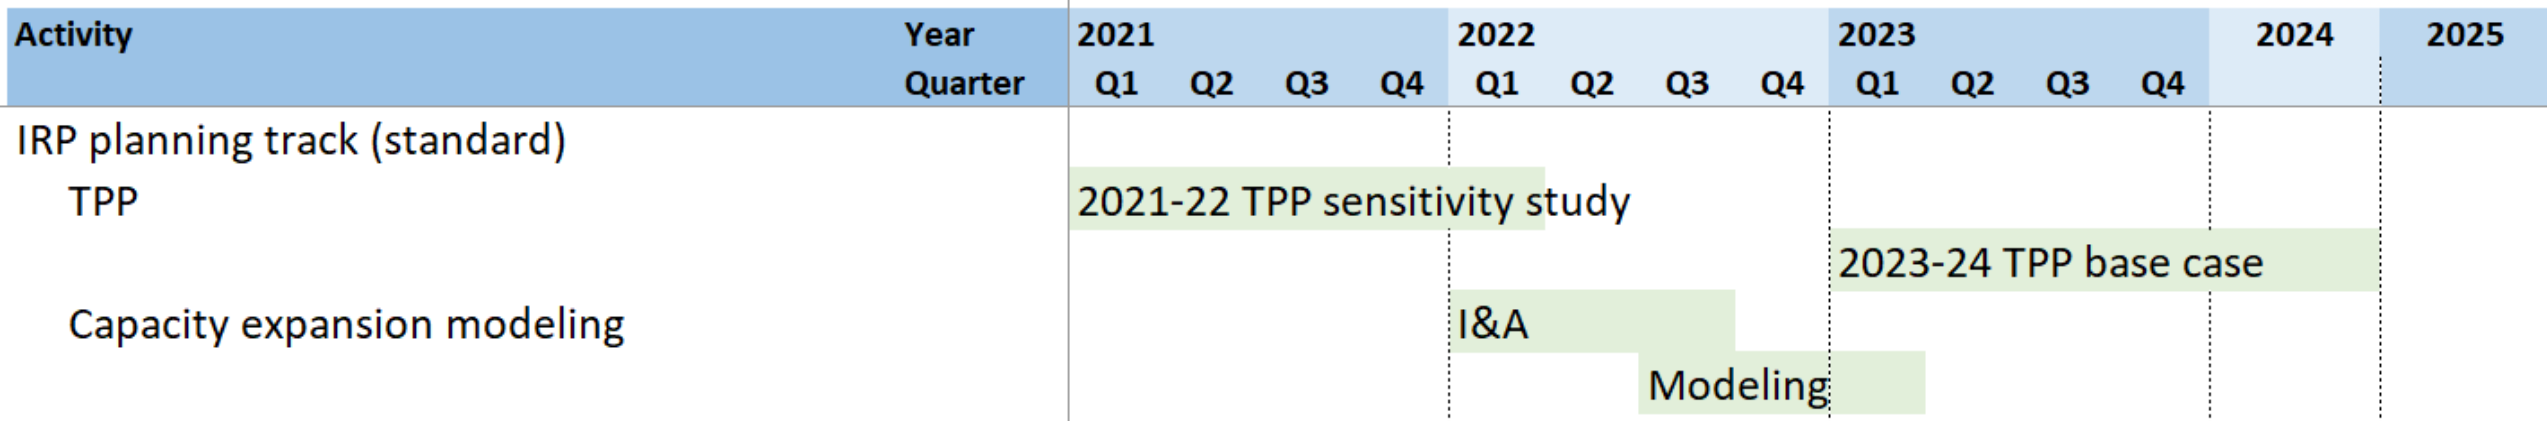 Activity Year 2021 2022 2023 2024 2025
Quarter Q1 Q2 Q3 Q4 Q1 Q2 Q3 Q4 Q1 Q2 Q3 Q4
IRP planning track (standard)
TPP 2021-22 TPP sensitivity study
2023-24 TPP base case
Capacity expansion modeling I&A
Modeling